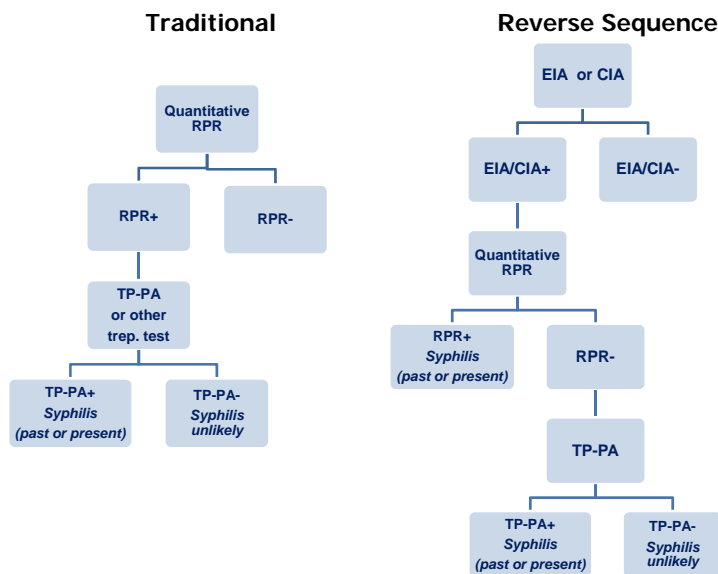 Traditional
Quantitative
RPR
RPR+
RPR-
TP-PA
or other
trep. test
TP-PA+
Syphilis
(past or present)
TP-PA-
Syphilis
unlikely
Reverse Sequence
EIA or CIA
EIA/CIA+
EIA/CIA-
Quantitative
RPR
RPR+
Syphilis
(past or present)
RPR-
TP-PA
TP-PA+
Syphilis
(past or present)
TP-PA-
Syphilis
unlikely